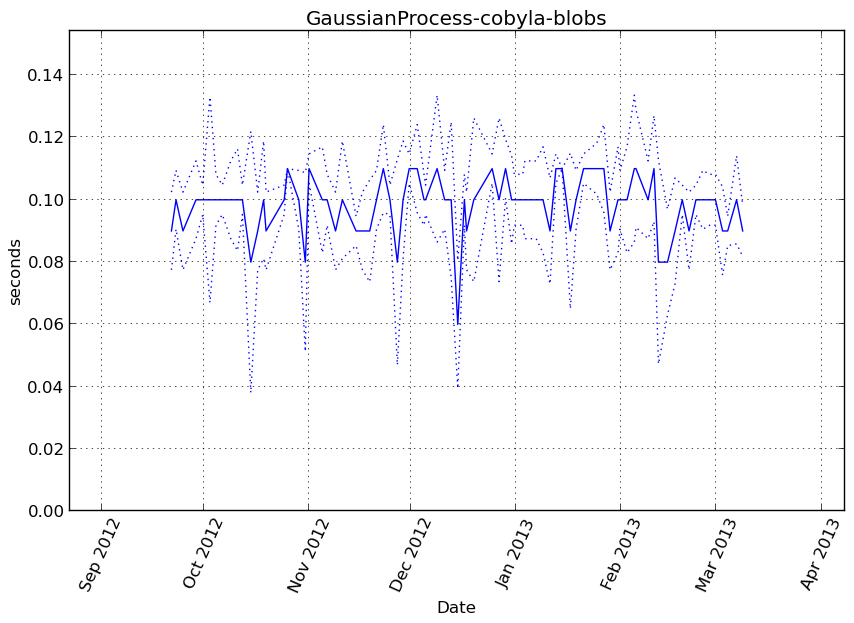 GaussianProcess-cobyla-blobs
0.14
0.12
0.10
0.08
0.06
0.04
0.02
0.00
seconds
Sep 2012
Oct 2012
Nov 2012
Dec 2012
Jan 2013
Feb 2013
Mar 2013
Apr 2013
Date